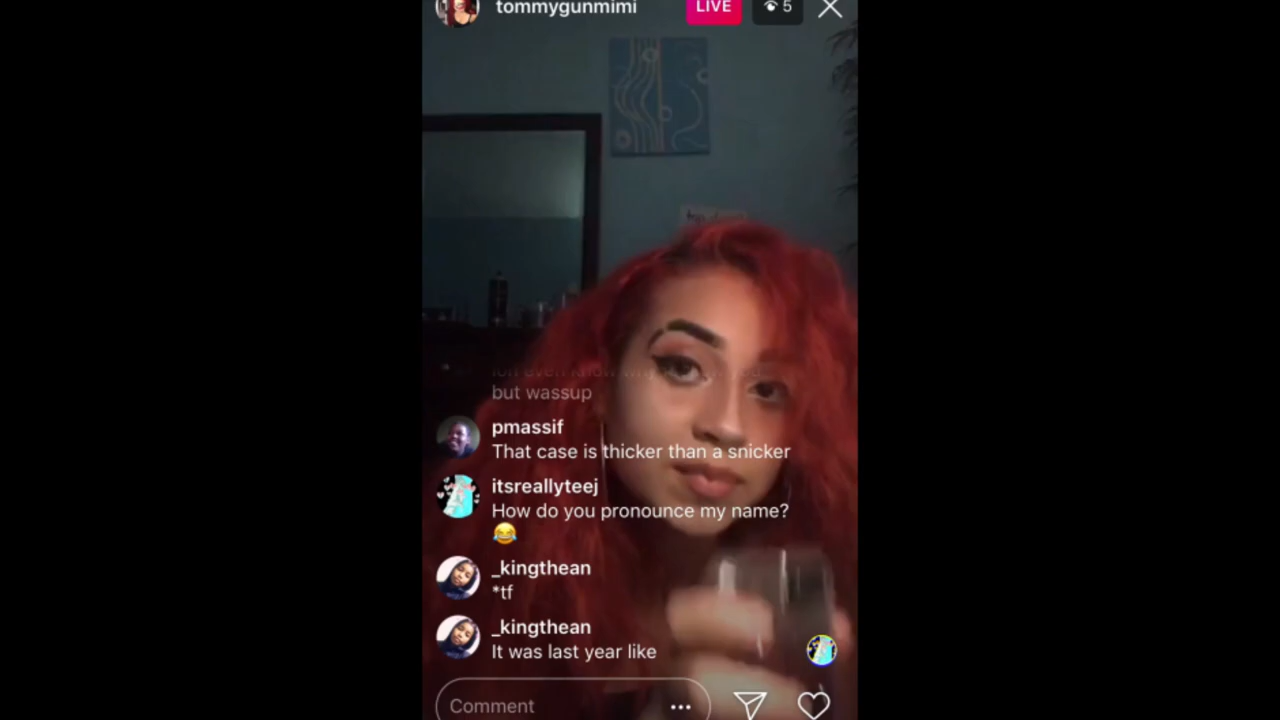 tommygunmimi
LIVE
5
but wassup
pmassif
That case is thicker than a snicker
itsreallyteej
How do you pronounce my name?
😂
_kingthean
*tf
_kingthean
It was last year like
Comment